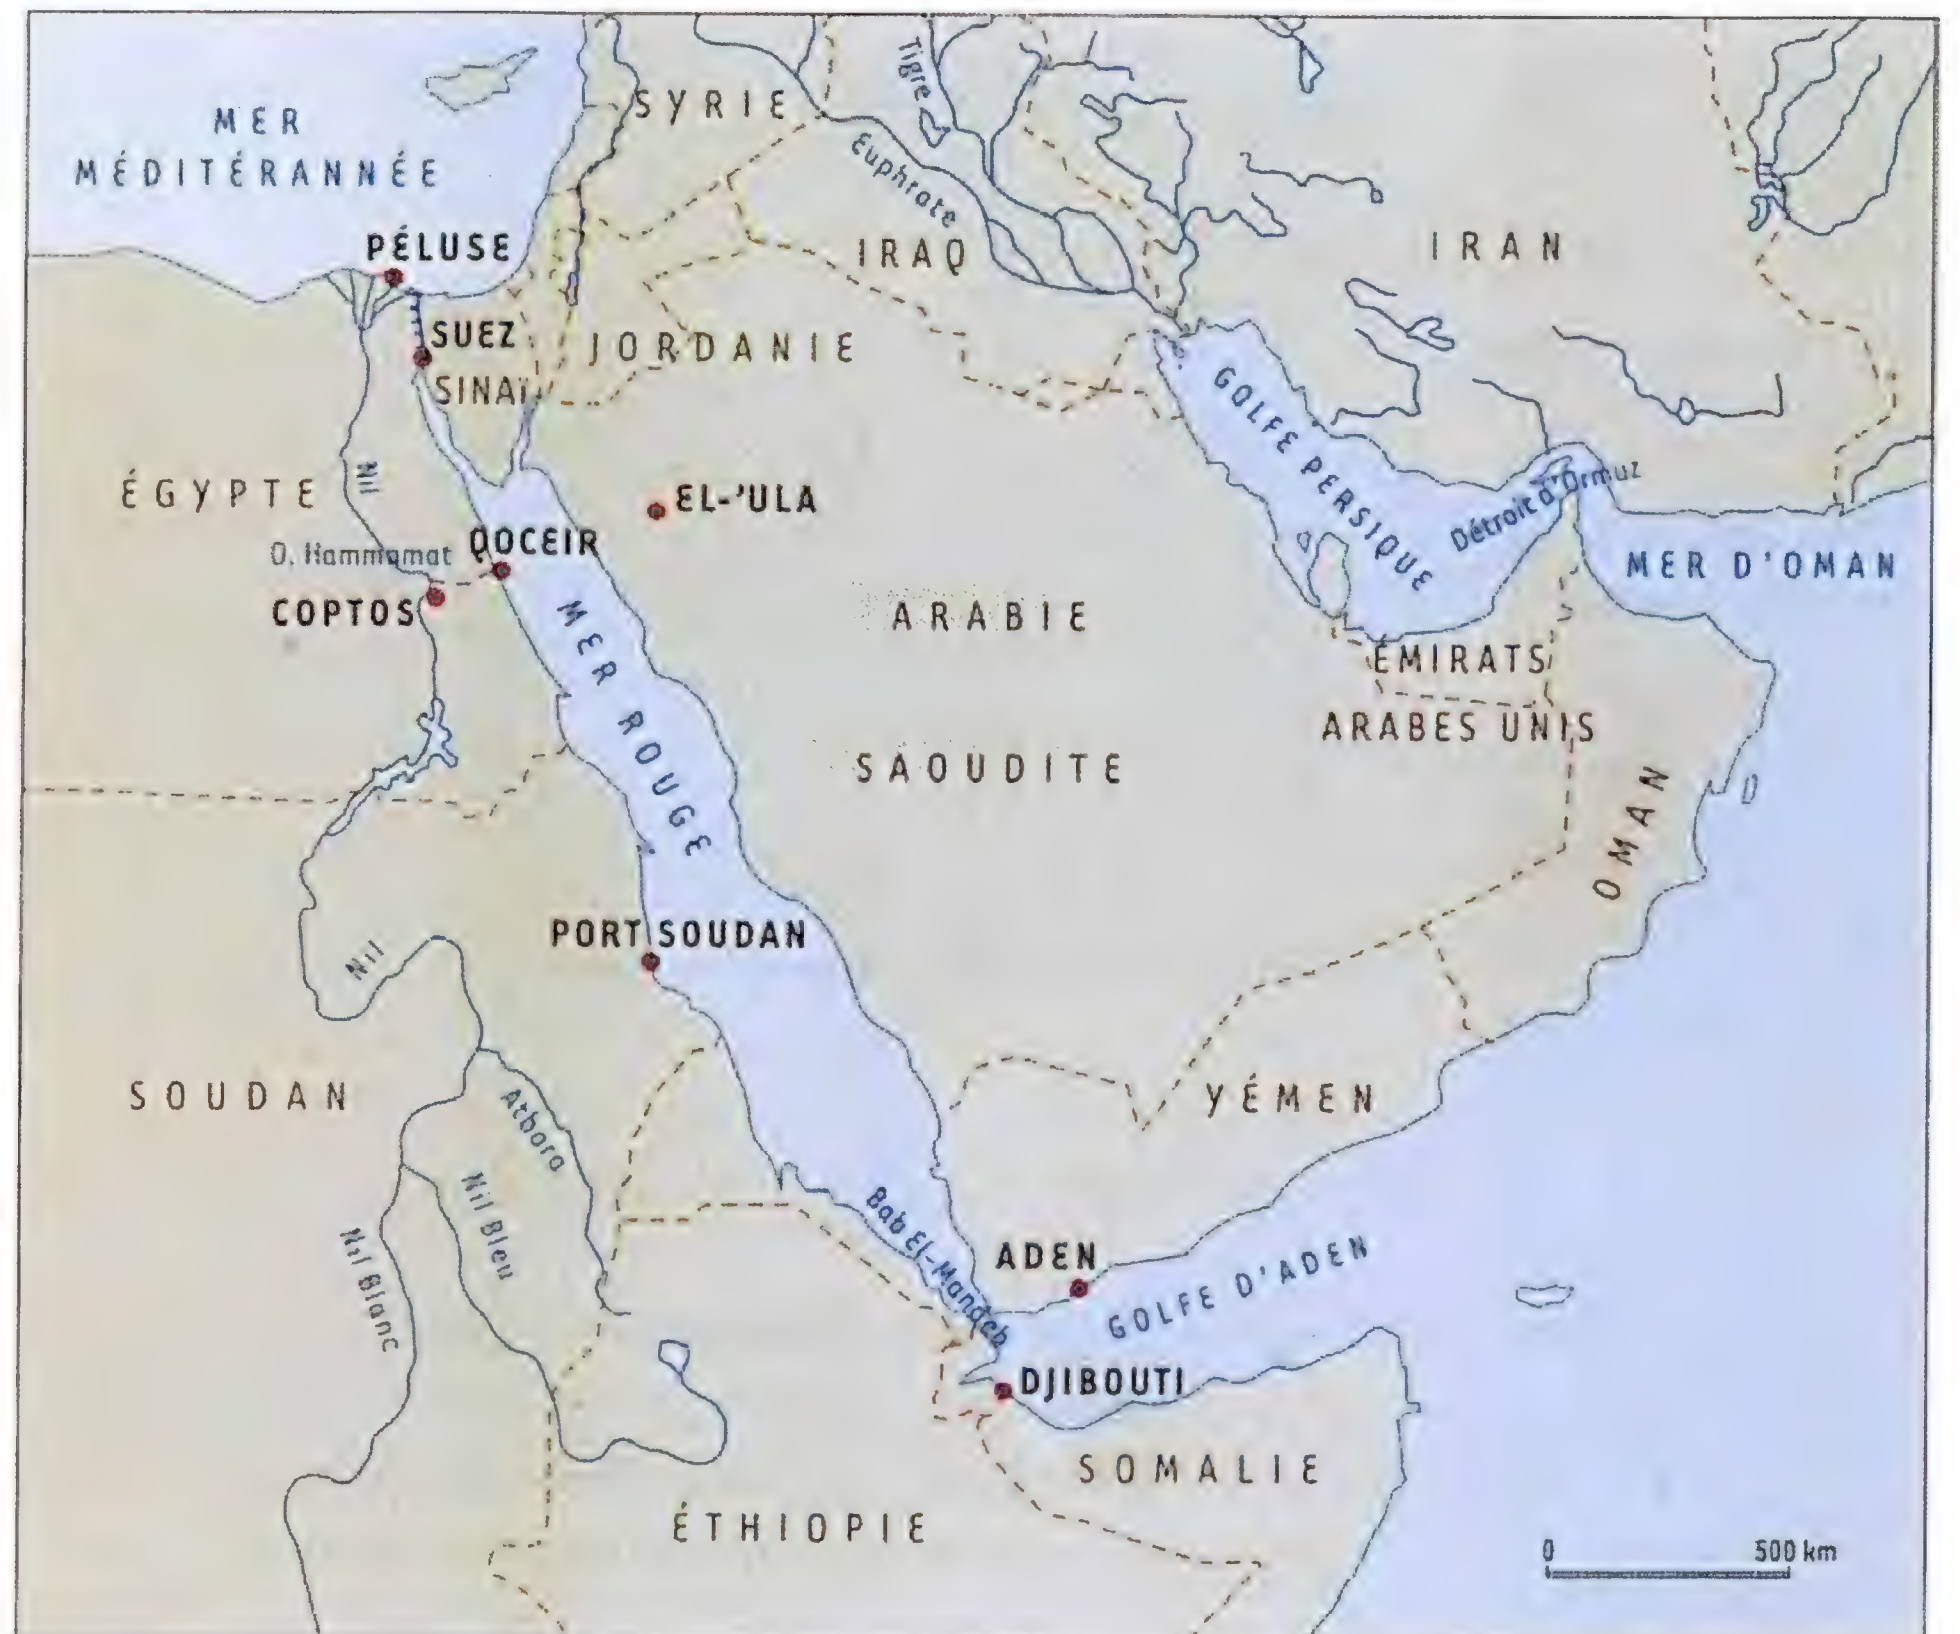 MER
MÉDITÉRANNÉE
SYRIE
Tigre
Euphrate
IRAQ
IRAN
PÉLUSE
SUEZ
SINAÏ
JORDANIE
GOLFE PERSIQUE
Détroit d'Ormuz
MER D'OMAN
ÉGYPTE
Nil
EL-'ULA
O. Hammamat
QOCEIR
COPTOS
MER ROUGE
ARABIE
SAOUDITE
ÉMIRATS
ARABES UNIS
OMAN
PORT SOUDAN
Nil
SOUDAN
Atbara
Nil Bleu
Nil Blanc
YÉMEN
Bab El-Mandeb
ADEN
GOLFE D'ADEN
DJIBOUTI
SOMALIE
ÉTHIOPIE
0 500 km